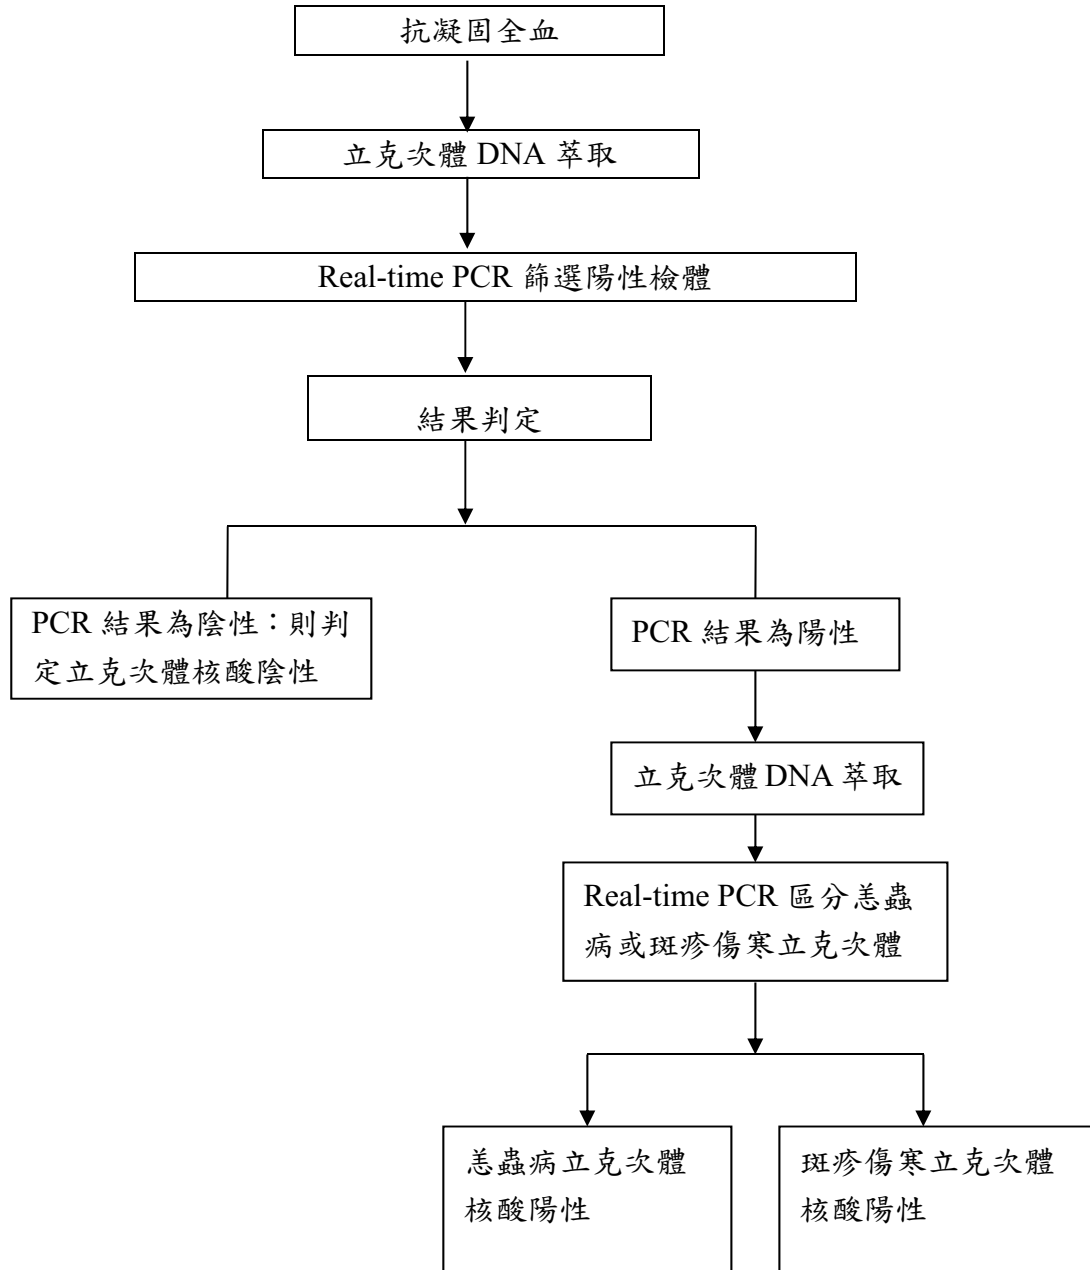 抗凝固全血
立克次體 DNA 萃取
Real-time PCR 篩選陽性檢體
結果判定
PCR 結果為陰性：則判
定立克次體核酸陰性
PCR 結果為陽性
立克次體 DNA 萃取
Real-time PCR 區分恙蟲
病或斑疹傷寒立克次體
恙蟲病立克次體
核酸陽性
斑疹傷寒立克次體
核酸陽性